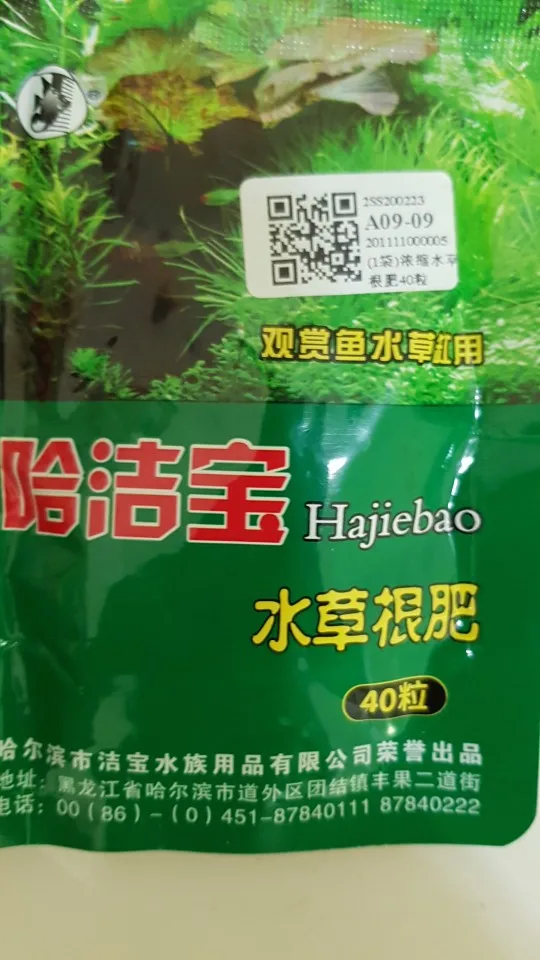 2SS200223
A09-09
201111000005
(1袋)浓缩水草
根肥40粒
观赏鱼水草缸用
哈洁宝 Hajiebao
水草根肥
40粒
哈尔滨市洁宝水族用品有限公司荣誉出品
地址：黑龙江省哈尔滨市道外区团结镇丰果二道街
电话：00（86）-（0）451-87840111 87840222